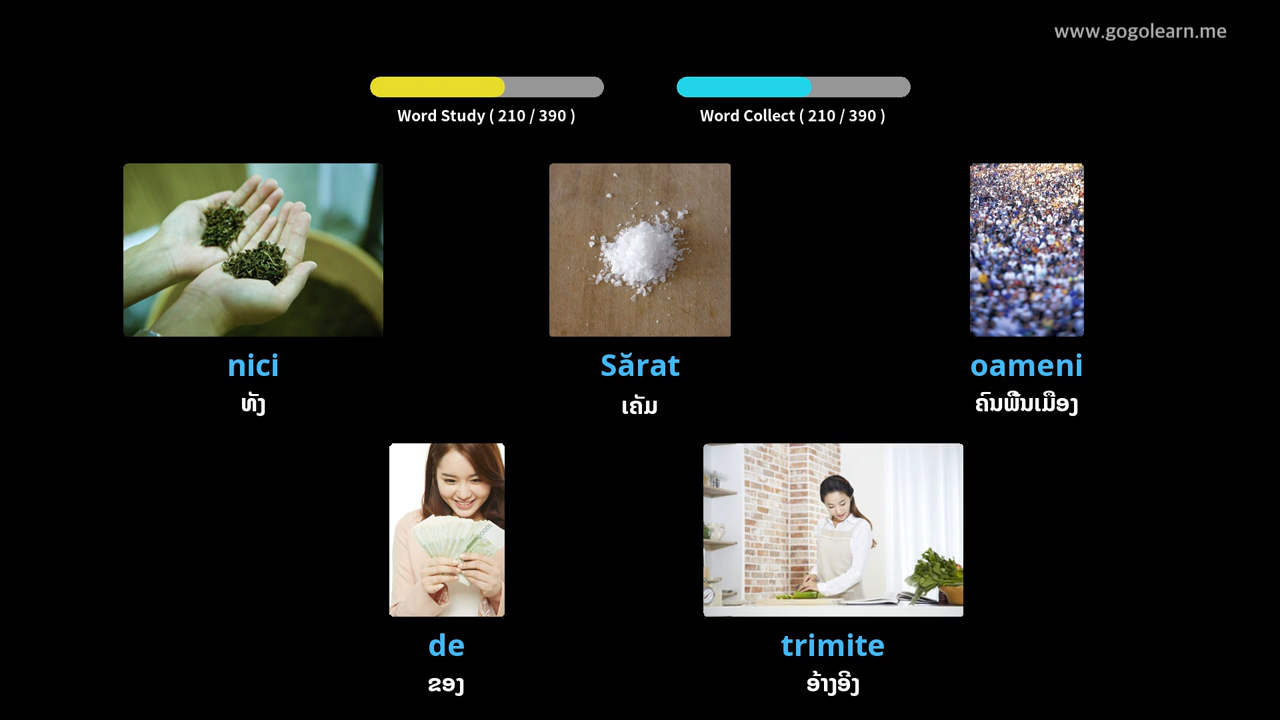 www.gogolearn.me
Word Study ( 210 / 390 )
Word Collect ( 210 / 390 )
nici
ທັງ
Sărat
ເຄັມ
oameni
ຄົນພື້ນເມືອງ
de
ຂອງ
trimite
ອ້າງອີງ